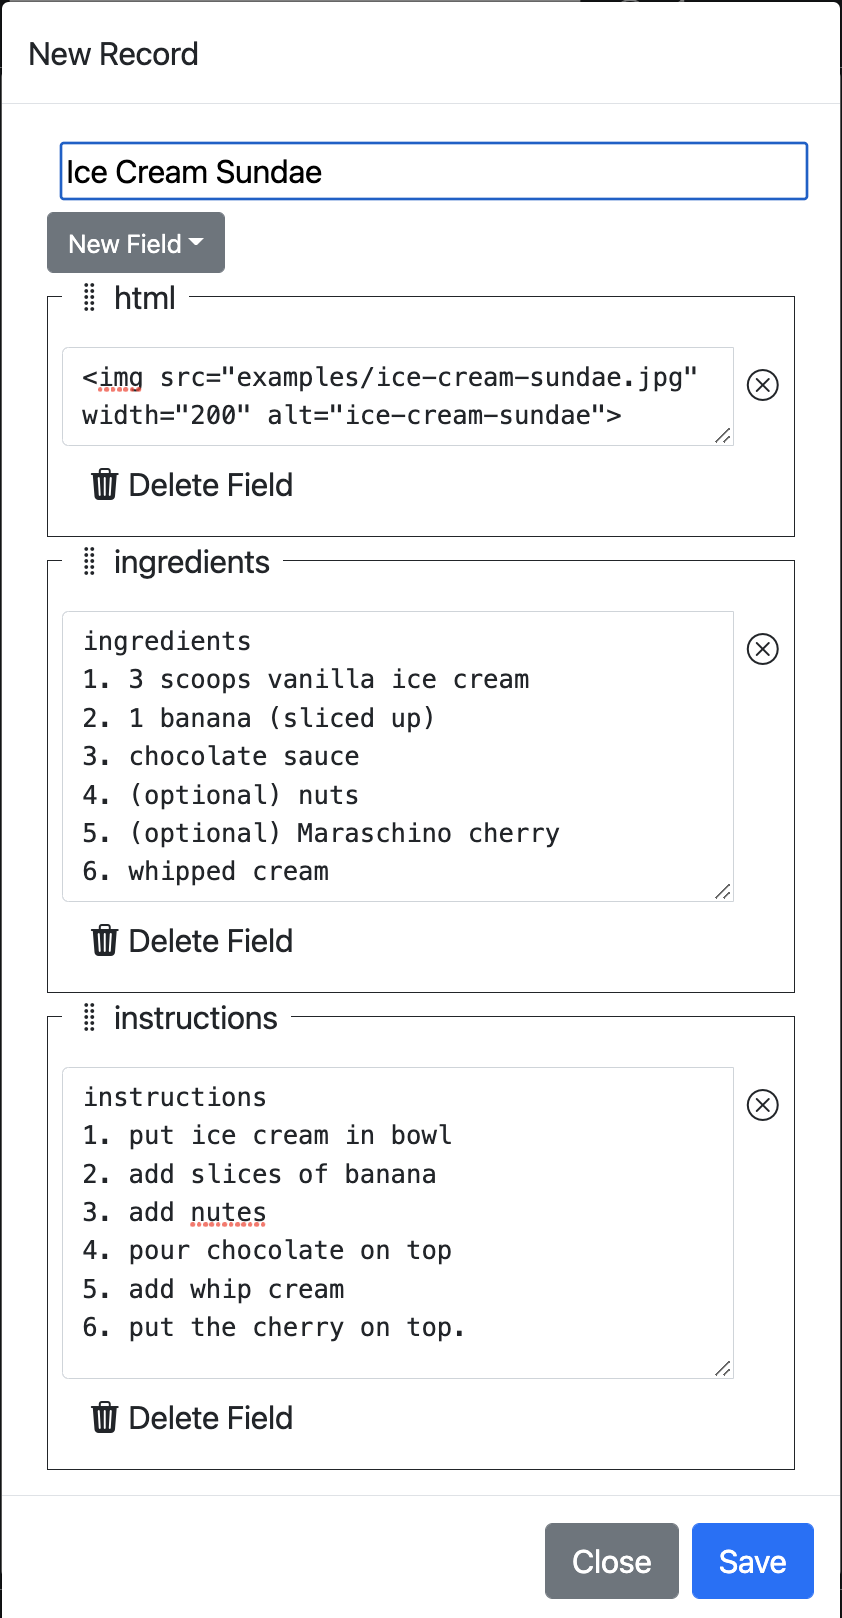 New Record
Ice Cream Sundae
New Field
html
<img src="examples/ice-cream-sundae.jpg"
width="200" alt="ice-cream-sundae">
Delete Field
ingredients
ingredients
1. 3 scoops vanilla ice cream
2. 1 banana (sliced up)
3. chocolate sauce
4. (optional) nuts
5. (optional) Maraschino cherry
6. whipped cream
Delete Field
instructions
instructions
1. put ice cream in bowl
2. add slices of banana
3. add nutes
4. pour chocolate on top
5. add whip cream
6. put the cherry on top.
Delete Field
Close Save